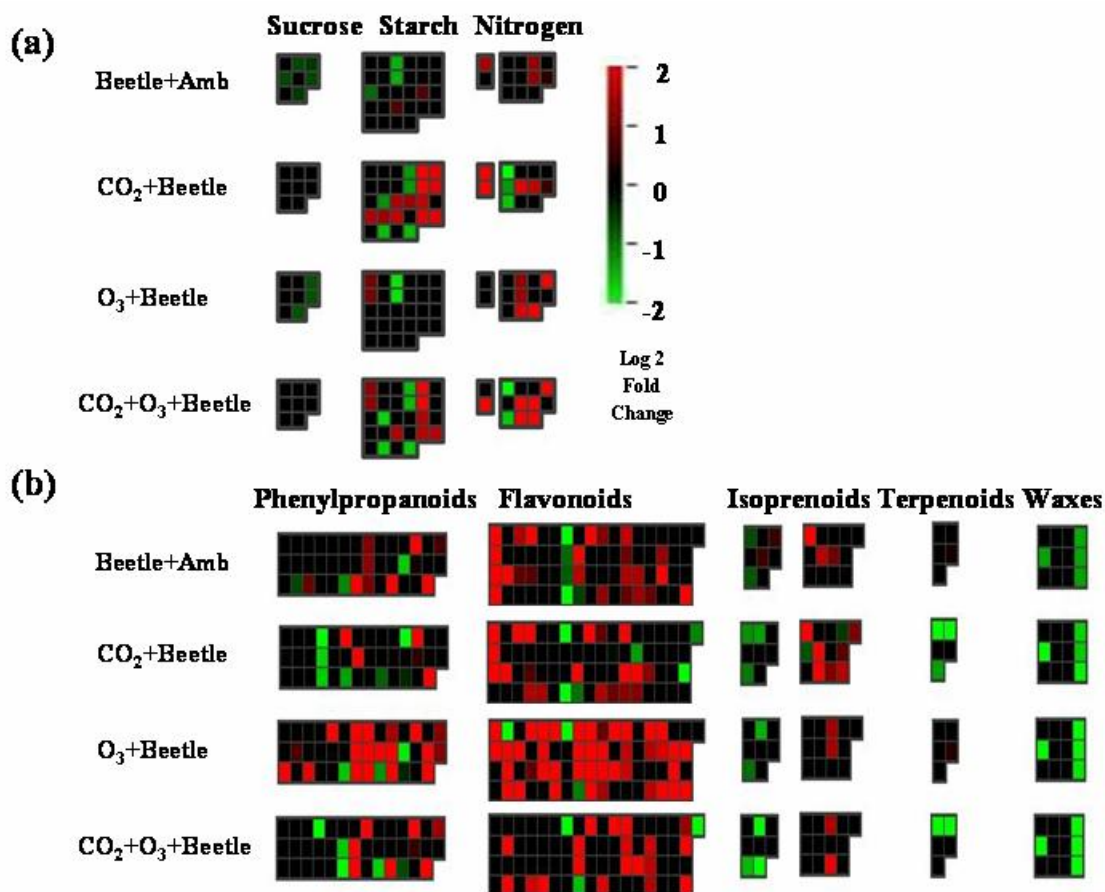 (a)
Sucrose Starch Nitrogen
Beetle+Amb
CO₂+Beetle
O₃+Beetle
CO₂+O₃+Beetle
2
1
0
-1
-2
Log 2
Fold
Change
(b)
Phenylpropanoids Flavonoids Isoprenoids Terpenoids Waxes
Beetle+Amb
CO₂+Beetle
O₃+Beetle
CO₂+O₃+Beetle